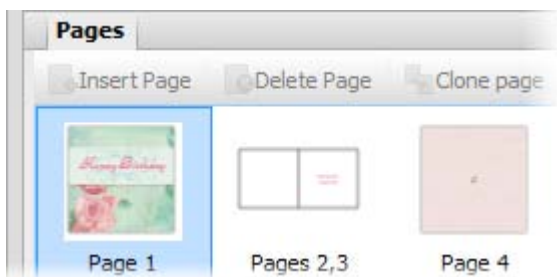 Pages
Insert Page Delete Page Clone page
Happy Birthday
Page 1 Pages 2,3 Page 4